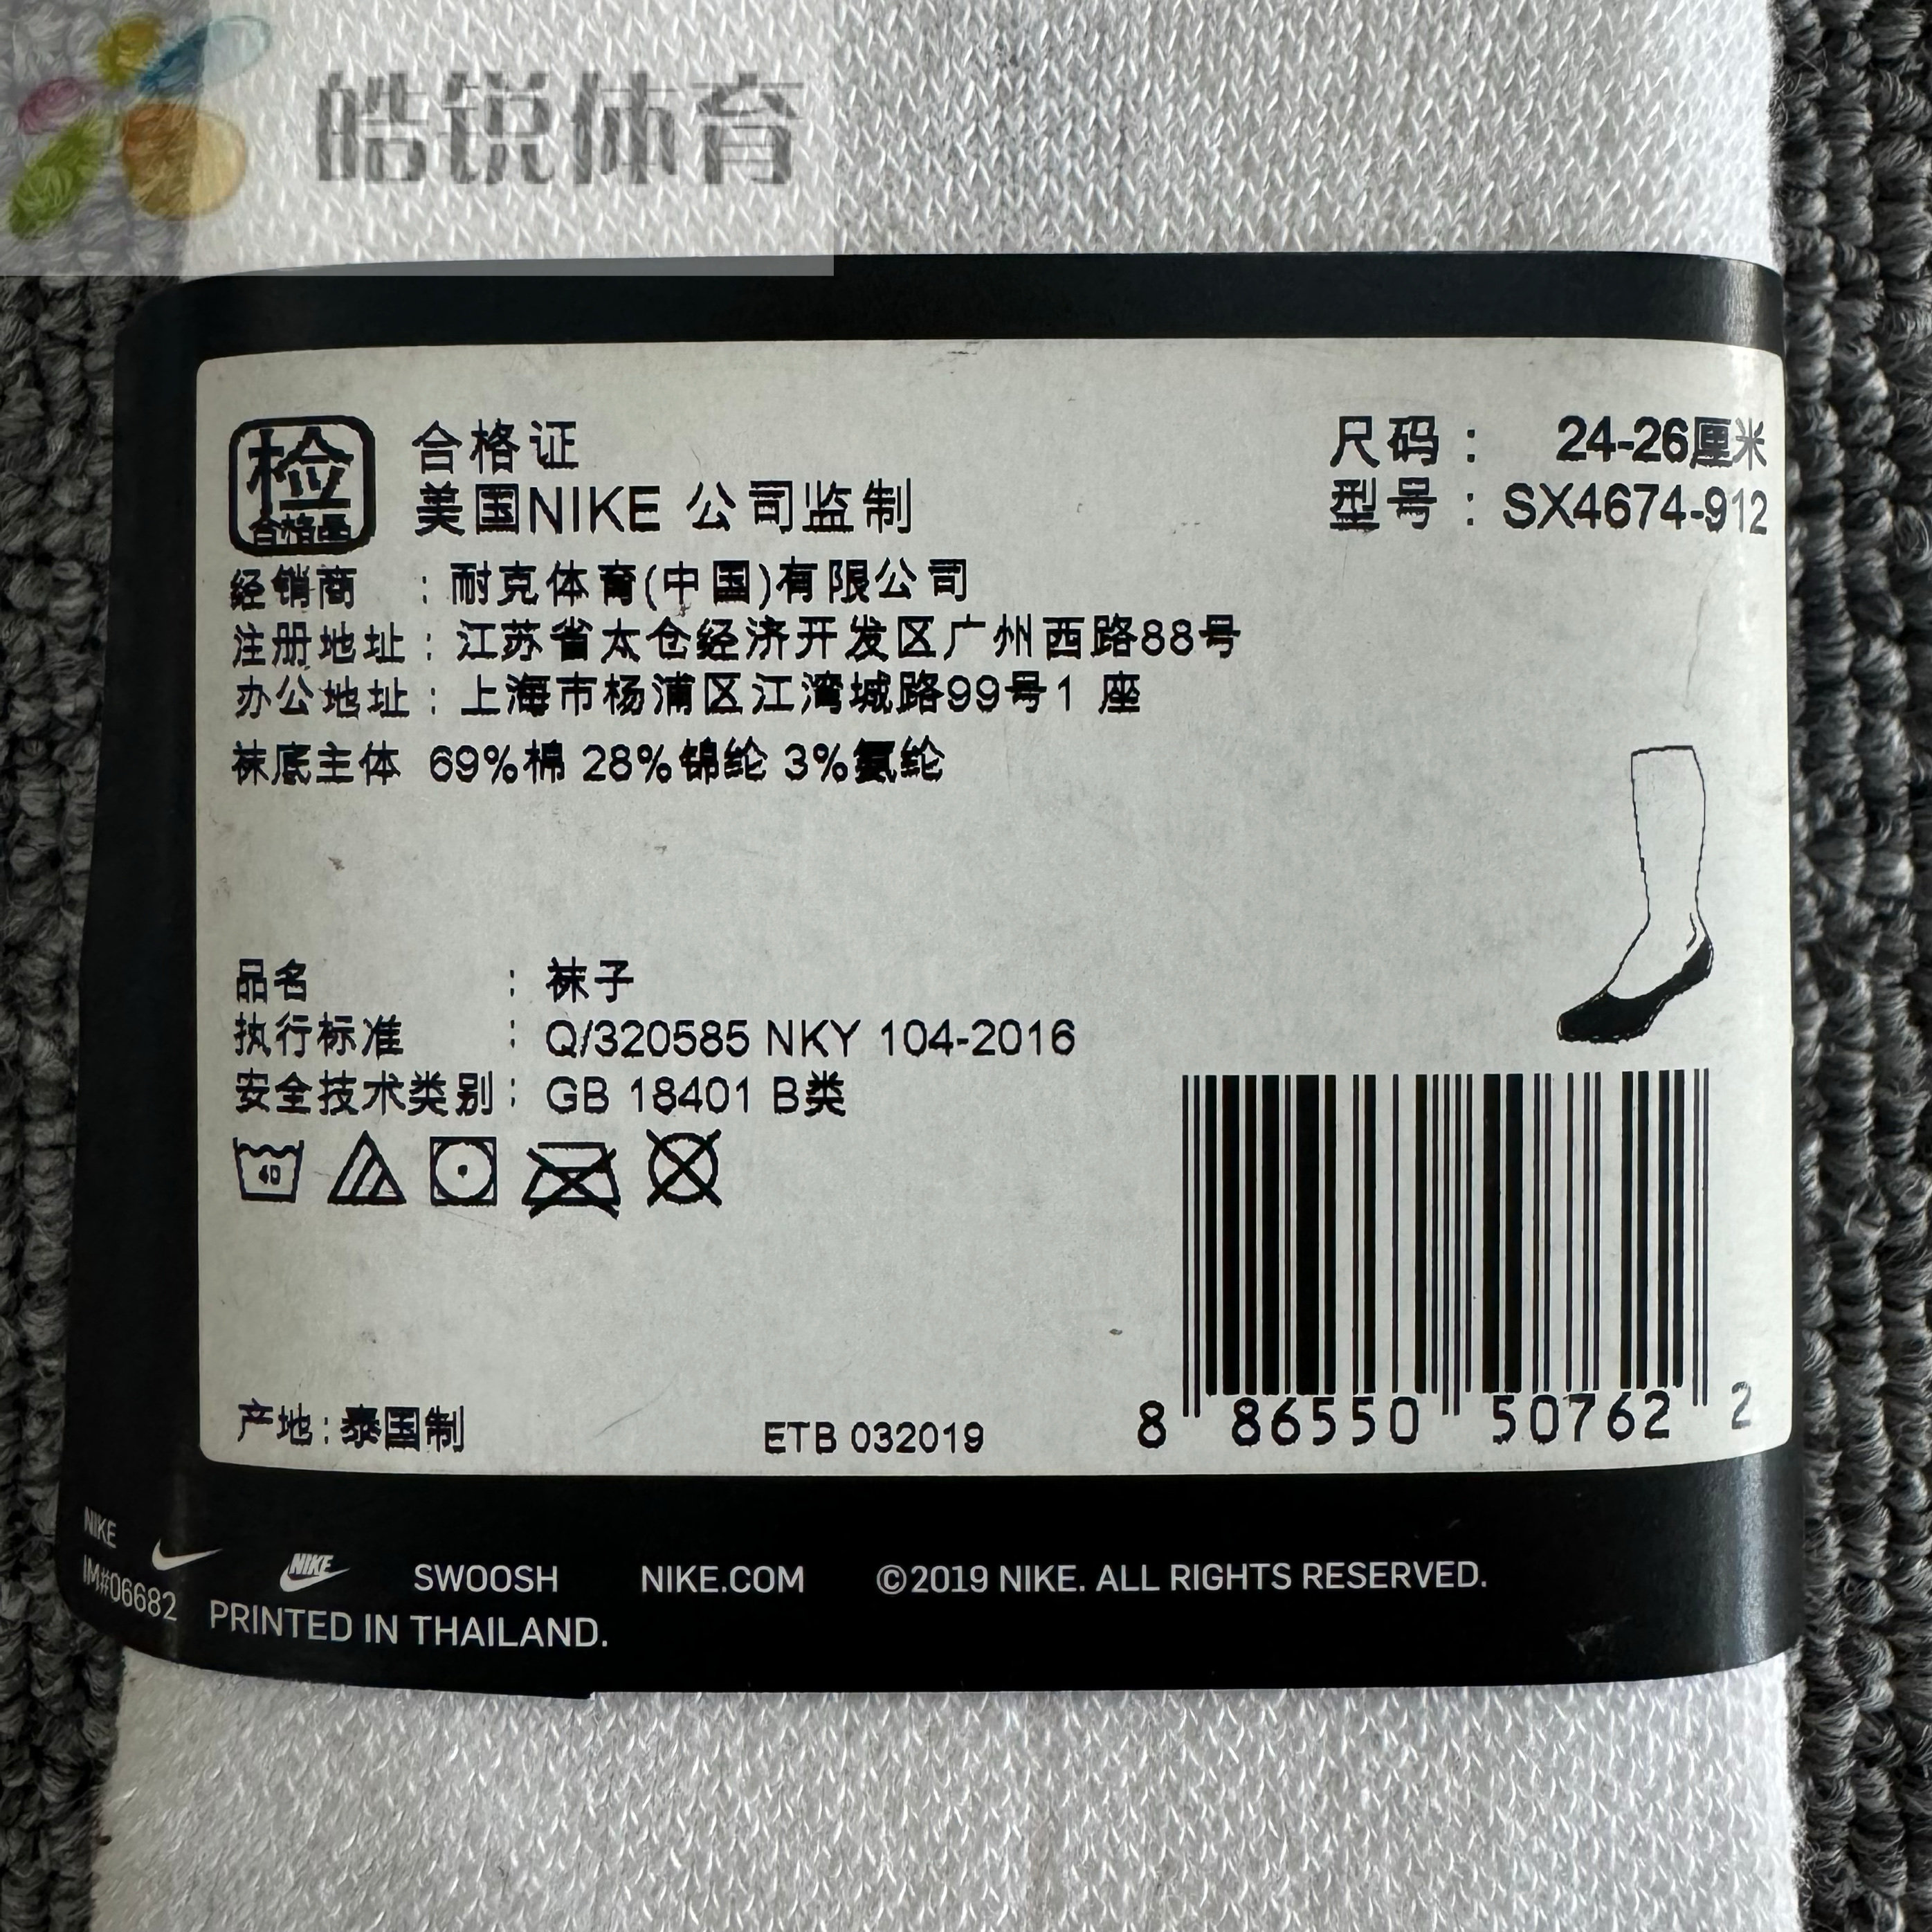 皓锐体育
检
合格品
合格证
美国NIKE 公司监制
尺码： 24-26厘米
型号：SX4674-912
经销商 ：耐克体育(中国)有限公司
注册地址：江苏省太仓经济开发区广州西路88号
办公地址：上海市杨浦区江湾城路99号1 座
袜底主体 69%棉 28%锦纶 3%氨纶
品名 ：袜子
执行标准 ：Q/320585 NKY 104-2016
安全技术类别：GB 18401 B类
40
产地：泰国制
ETB 032019
8 86550 50762 2
NIKE
NIKE
SWOOSH NIKE.COM ©2019 NIKE. ALL RIGHTS RESERVED.
IM#06682 PRINTED IN THAILAND.